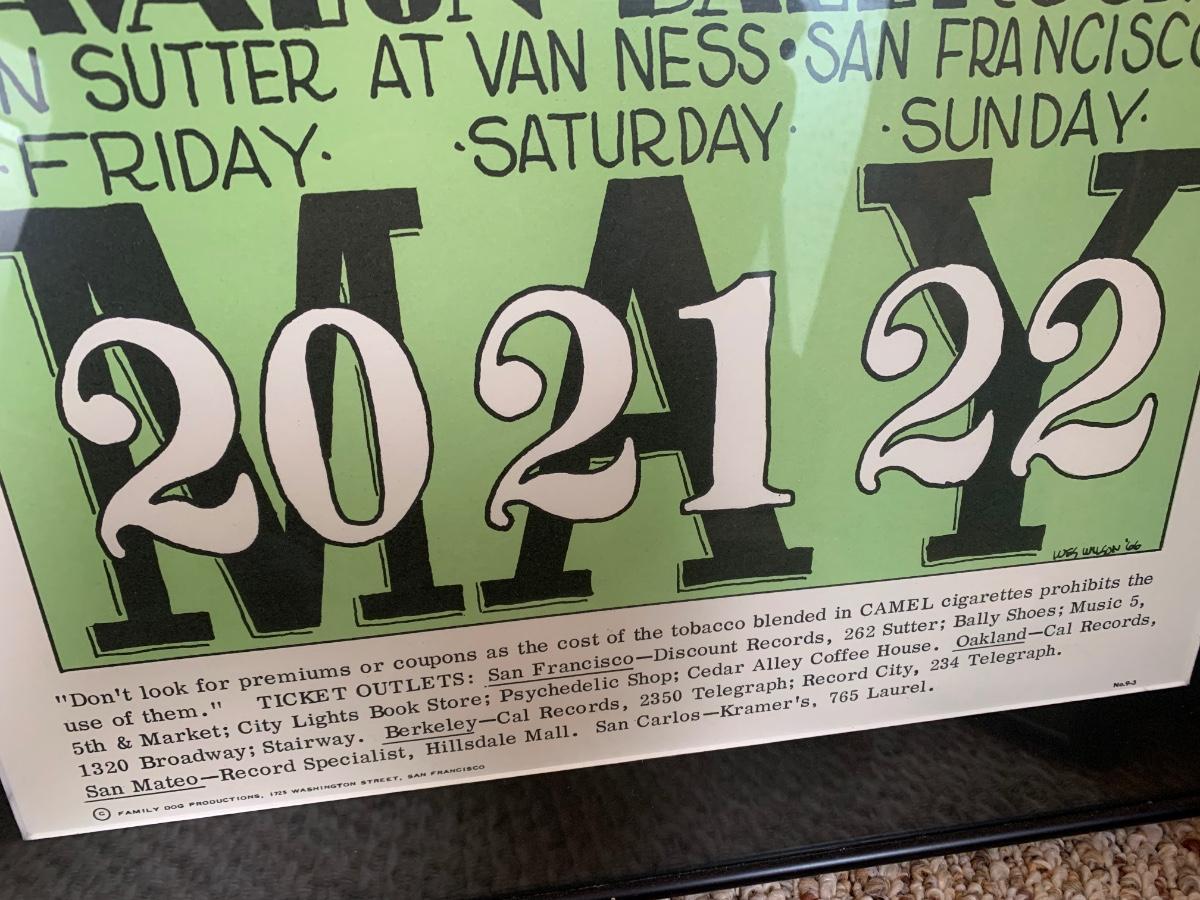 N SUTTER AT VAN NESS•SAN FRANCISCO
·FRIDAY· ·SATURDAY· ·SUNDAY·
MAY
20 21 22
WES WILSON '66
"Don't look for premiums or coupons as the cost of the tobacco blended in CAMEL cigarettes prohibits the
use of them." TICKET OUTLETS: San Francisco—Discount Records, 262 Sutter; Bally Shoes; Music 5,
5th & Market; City Lights Book Store; Psychedelic Shop; Cedar Alley Coffee House. Oakland—Cal Records,
1320 Broadway; Stairway. Berkeley—Cal Records, 2350 Telegraph; Record City, 234 Telegraph.
San Mateo—Record Specialist, Hillsdale Mall. San Carlos—Kramer's, 765 Laurel.
No.9-3
© FAMILY DOG PRODUCTIONS, 1725 WASHINGTON STREET, SAN FRANCISCO